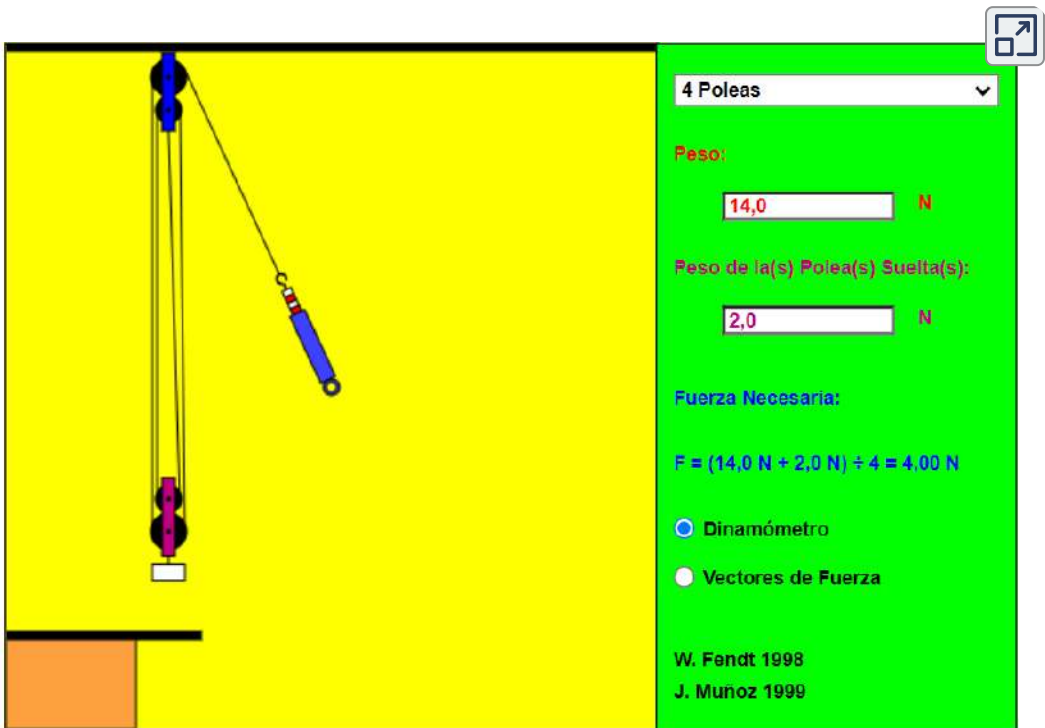 4 Poleas
Peso:
14,0 N
Peso de la(s) Polea(s) Suelta(s):
2,0 N
Fuerza Necesaria:
F = (14,0 N + 2,0 N) ÷ 4 = 4,00 N
Dinamómetro
Vectores de Fuerza
W. Fendt 1998
J. Muñoz 1999